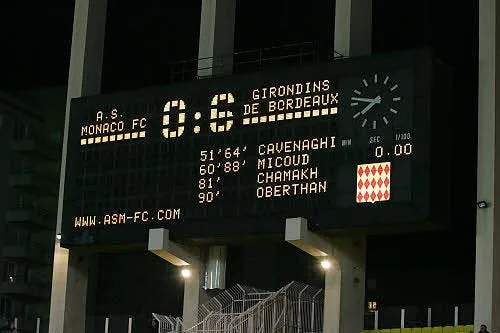 A.S.
MONACO FC 0:6 GIRONDINS
DE BORDEAUX
51'64' CAVENAGHI
60'88' MICOUD
81' CHAMAKH
90' OBERTHAN
MIN SEC 1/100
0.00
WWW.ASM-FC.COM